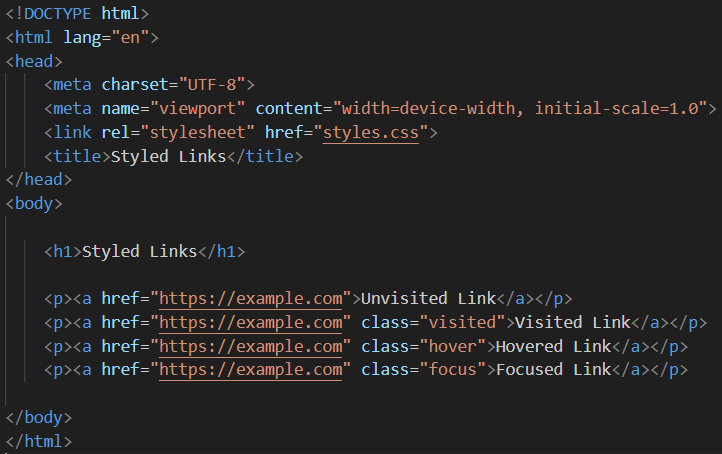 <!DOCTYPE html>
<html lang="en">
<head>
    <meta charset="UTF-8">
    <meta name="viewport" content="width=device-width, initial-scale=1.0">
    <link rel="stylesheet" href="styles.css">
    <title>Styled Links</title>
</head>
<body>

    <h1>Styled Links</h1>

    <p><a href="https://example.com">Unvisited Link</a></p>
    <p><a href="https://example.com" class="visited">Visited Link</a></p>
    <p><a href="https://example.com" class="hover">Hovered Link</a></p>
    <p><a href="https://example.com" class="focus">Focused Link</a></p>

</body>
</html>